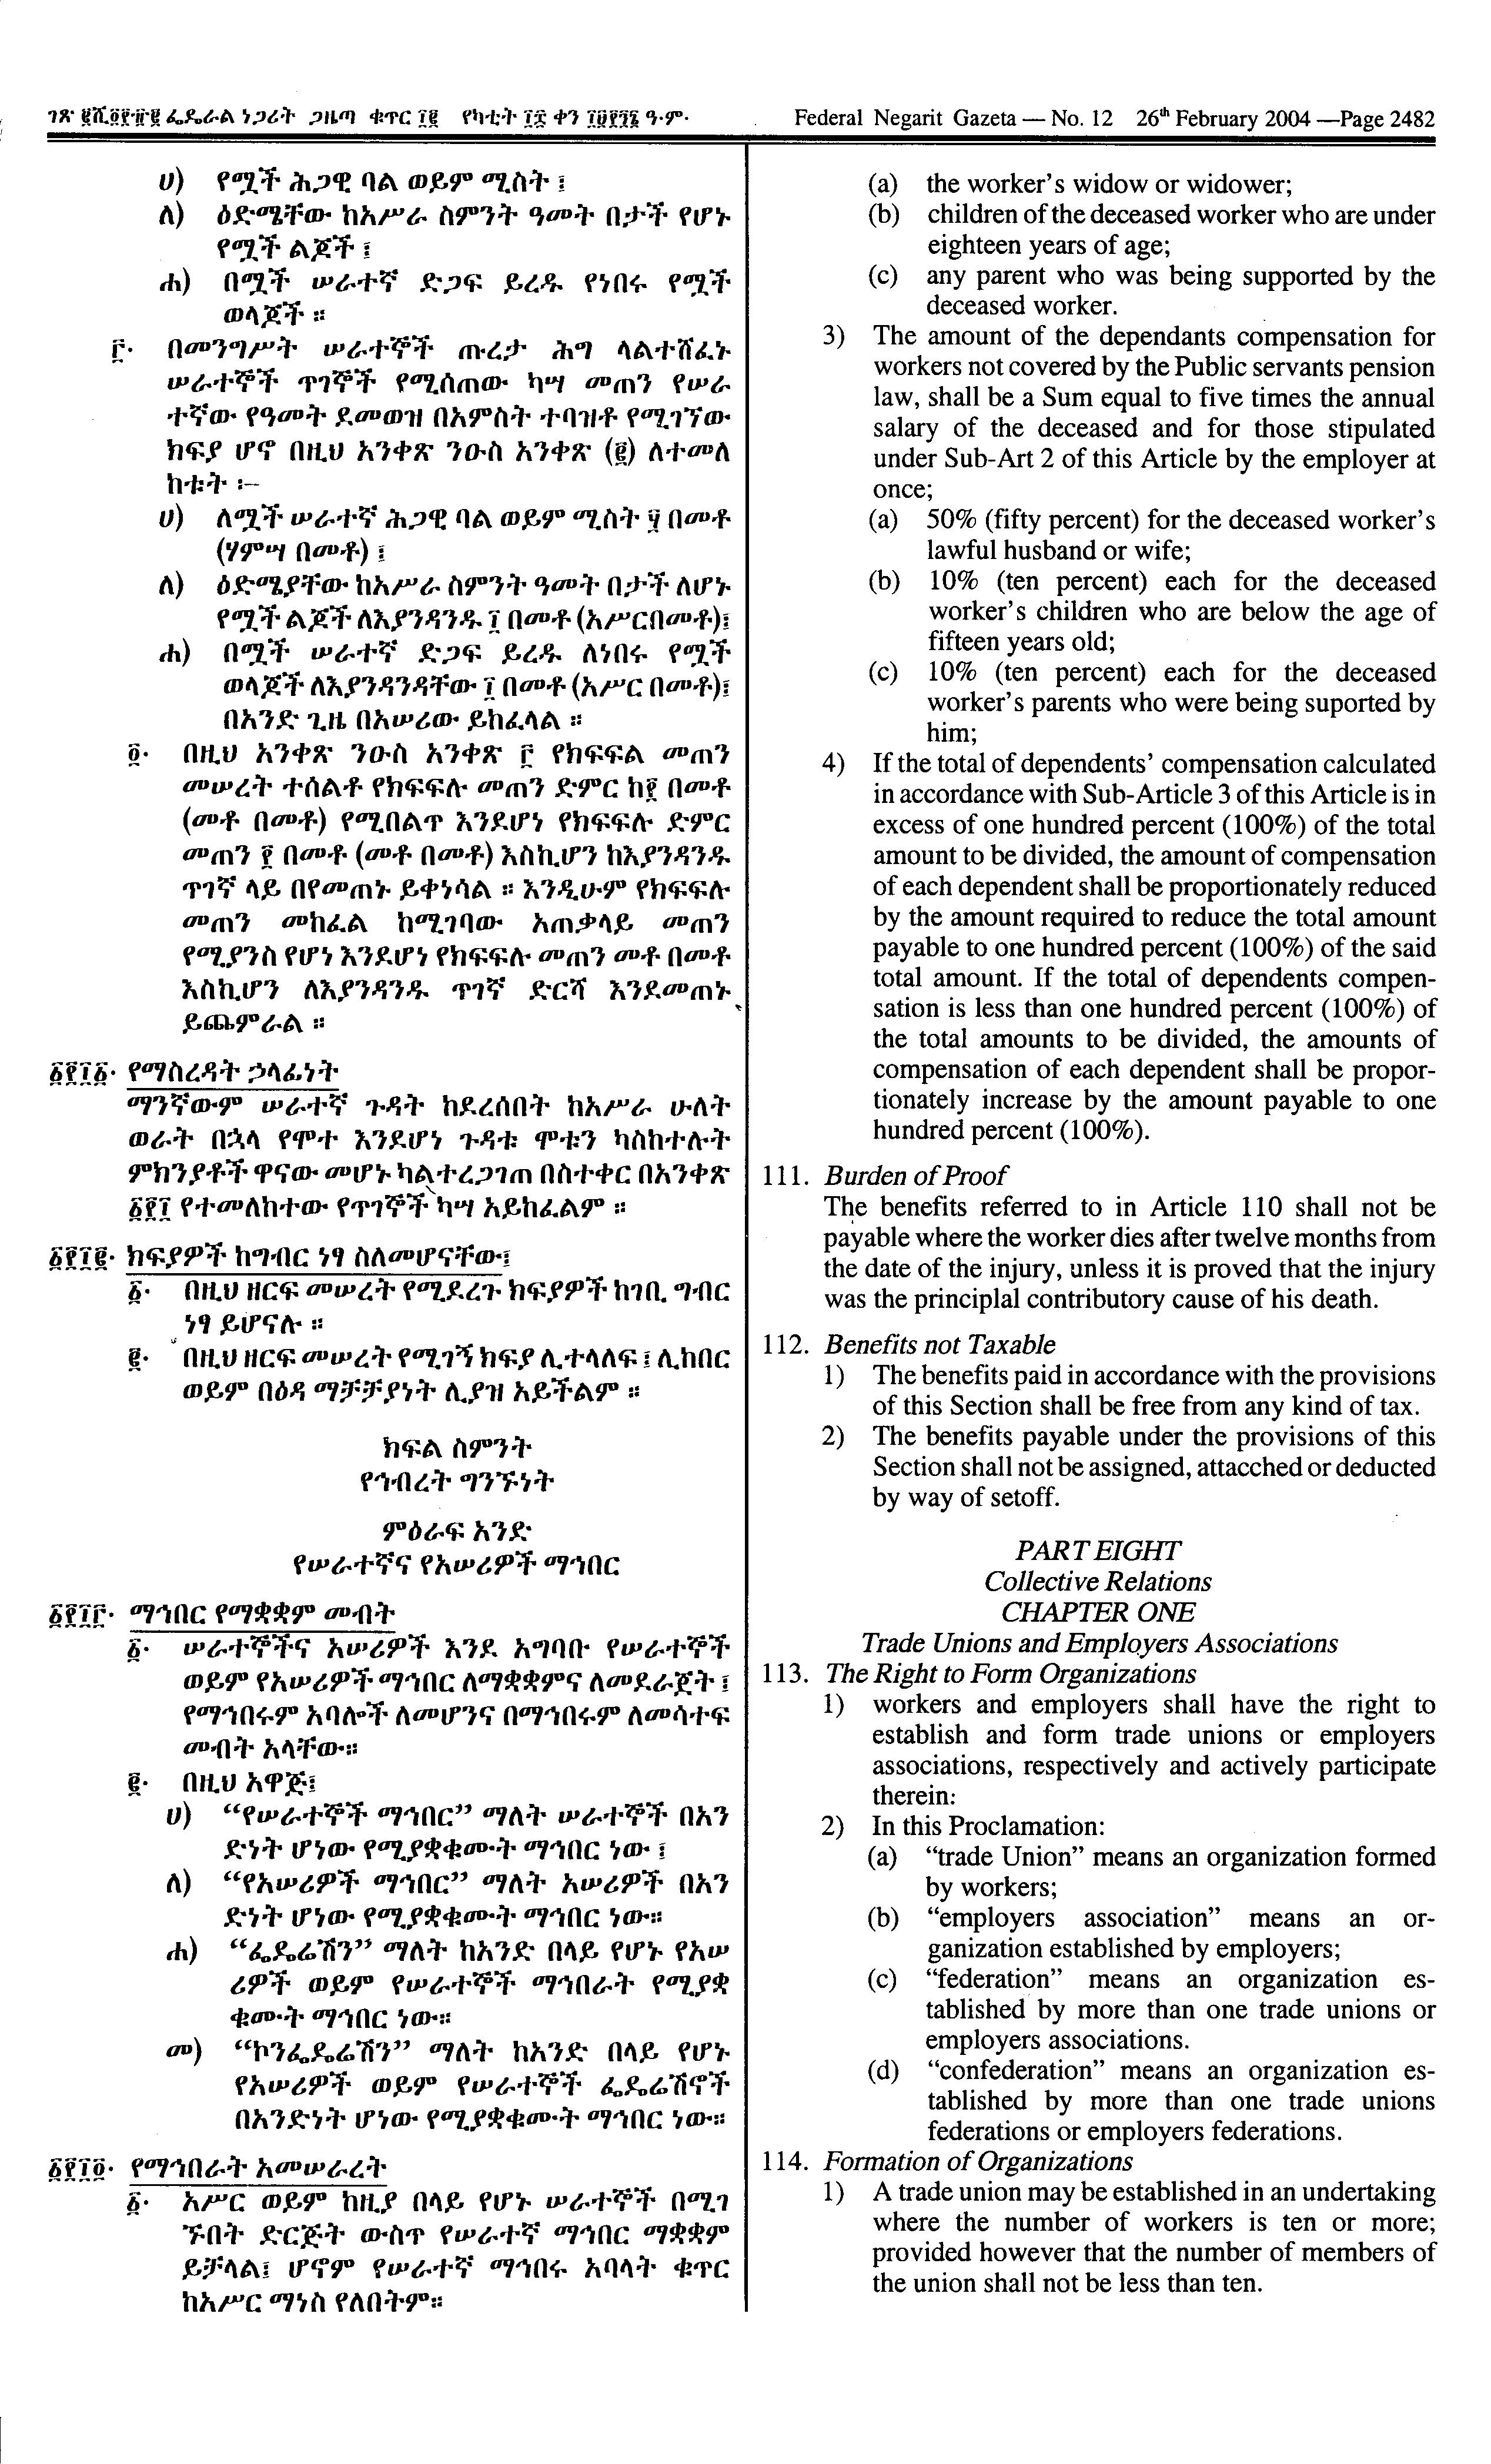 ገጽ ፪ሺ፬፻፹፪ ፌዴራል ነጋሪት ጋዜጣ ቁጥር ፲፪ የካቲት ፲፰ ቀን ፲፱፻፺፮ ዓ·ም·
Federal Negarit Gazeta — No. 12 26th February 2004 —Page 2482
ሀ) የሟች ሕጋዊ ባል ወይም ሚስት ፤
ለ) ዕድሜቸው ከአሥራ ስምንት ዓመት በታች የሆኑ
የሟች ልጆች ፤
ሐ) በሟች ሠራተኛ ድጋፍ ይረዱ የነበሩ የሟች
ወላጆች ።
፫· በመንግሥት ሠራተኞች ጡረታ ሕግ ላልተሸፈኑ
ሠራተኞች ጥገኞች የሚሰጠው ካሣ መጠን የሠራ
ተኛው የዓመት ደመወዝ በአምስት ተባዝቶ የሚገኘው
ክፍያ ሆኖ በዚህ አንቀጽ ንዑስ አንቀጽ (፪) ለተመለ
ከቱት ፡—
ሀ) ለሟች ሠራተኛ ሕጋዊ ባል ወይም ሚስት ፶ በመቶ
(ሃምሣ በመቶ) ፤
ለ) ዕድሜያቸው ከአሥራ ስምንት ዓመት በታች ለሆኑ
የሟች ልጆች ለእያንዳንዱ ፲ በመቶ (አሥርበመቶ)፤
ሐ) በሟች ሠራተኛ ድጋፍ ይረዱ ለነበሩ የሟች
ወላጆች ለእያንዳንዳቸው ፲ በመቶ (አሥር በመቶ)፤
በአንድ ጊዜ በአሠሪው ይከፈላል ።
፬· በዚህ አንቀጽ ንዑስ አንቀጽ ፫ የክፍፍል መጠን
መሠረት ተሰልቶ የክፍፍሉ መጠን ድምር ከ፻ በመቶ
(መቶ በመቶ) የሚበልጥ እንደሆነ የክፍፍሉ ድምር
መጠን ፻ በመቶ (መቶ በመቶ) እስኪሆን ከእያንዳንዱ
ጥገኛ ላይ በየመጠኑ ይቀነሳል ። እንዲሁም የክፍፍሉ
መጠን መከፈል ከሚገባው አጠቃላይ መጠን
የሚያንስ የሆነ እንደሆነ የክፍፍሉ መጠን መቶ በመቶ
እስኪሆን ለእያንዳንዱ ጥገኛ ድርሻ እንደመጠኑ
ይጨምራል ።
፩፻፲፩· የማስረዳት ኃላፊነት
ማንኛውም ሠራተኛ ጉዳት ከደረሰበት ከአሥራ ሁለት
ወራት በኋላ የሞተ እንደሆነ ጉዳቱ ሞቱን ካስከተሉት
ምክንያቶች ዋናው መሆኑ ካልተረጋገጠ በስተቀር በአንቀጽ
፩፻፲ የተመለከተው የጥገኞች ካሣ አይከፈልም ።
፩፻፲፪· ክፍያዎች ከግብር ነፃ ስለመሆናቸው፤
፩· በዚህ ዘርፍ መሠረት የሚደረጉ ክፍያዎች ከገቢ ግብር
ነፃ ይሆናሉ ።
፪· በዚህ ዘርፍ መሠረት የሚገኝ ክፍያ ሊተላለፍ ፤ ሊከበር
ወይም በዕዳ ማቻቻያነት ሊያዝ አይችልም ።
ክፍል ስምንት
የኅብረት ግንኙነት
ምዕራፍ አንድ
የሠራተኛና የአሠሪዎች ማኅበር
፩፻፲፫· ማኅበር የማቋቋም መብት
፩· ሠራተኞችና አሠሪዎች እንደ አግባቡ የሠራተኞች
ወይም የአሠሪዎች ማኅበር ለማቋቋምና ለመደራጀት ፤
የማኅበሩም አባሎች ለመሆንና በማኅበሩም ለመሳተፍ
መብት አላቸው።
፪· በዚህ አዋጅ፤
ሀ) “የሠራተኞች ማኅበር” ማለት ሠራተኞች በአን
ድነት ሆነው የሚያቋቁሙት ማኅበር ነው ፤
ለ) “የአሠሪዎች ማኅበር” ማለት አሠሪዎች በአን
ድነት ሆነው የሚያቋቁሙት ማኅበር ነው።
ሐ) “ፌዴሬሽን” ማለት ከአንድ በላይ የሆኑ የአሠ
ሪዎች ወይም የሠራተኞች ማኅበራት የሚያቋ
ቁሙት ማኅበር ነው።
መ) “ኮንፌዴሬሽን” ማለት ከአንድ በላይ የሆኑ
የአሠሪዎች ወይም የሠራተኞች ፌዴሬሽኖች
በአንድነት ሆነው የሚያቋቁሙት ማኅበር ነው።
፩፻፲፬· የማኅበራት አመሠራረት
፩· አሥር ወይም ከዚያ በላይ የሆኑ ሠራተኞች በሚገ
ኙበት ድርጅት ውስጥ የሠራተኛ ማኅበር ማቋቋም
ይቻላል፤ ሆኖም የሠራተኛ ማኅበሩ አባላት ቁጥር
ከአሥር ማነስ የለበትም።
(a) the worker’s widow or widower;
(b) children of the deceased worker who are under
eighteen years of age;
(c) any parent who was being supported by the
deceased worker.
3) The amount of the dependants compensation for
workers not covered by the Public servants pension
law, shall be a Sum equal to five times the annual
salary of the deceased and for those stipulated
under Sub-Art 2 of this Article by the employer at
once;
(a) 50% (fifty percent) for the deceased worker’s
lawful husband or wife;
(b) 10% (ten percent) each for the deceased
worker’s children who are below the age of
fifteen years old;
(c) 10% (ten percent) each for the deceased
worker’s parents who were being suported by
him;
4) If the total of dependents’ compensation calculated
in accordance with Sub-Article 3 of this Article is in
excess of one hundred percent (100%) of the total
amount to be divided, the amount of compensation
of each dependent shall be proportionately reduced
by the amount required to reduce the total amount
payable to one hundred percent (100%) of the said
total amount. If the total of dependents compen-
sation is less than one hundred percent (100%) of
the total amounts to be divided, the amounts of
compensation of each dependent shall be propor-
tionately increase by the amount payable to one
hundred percent (100%).
111. Burden of Proof
The benefits referred to in Article 110 shall not be
payable where the worker dies after twelve months from
the date of the injury, unless it is proved that the injury
was the principlal contributory cause of his death.
112. Benefits not Taxable
1) The benefits paid in accordance with the provisions
of this Section shall be free from any kind of tax.
2) The benefits payable under the provisions of this
Section shall not be assigned, attacched or deducted
by way of setoff.
PART EIGHT
Collective Relations
CHAPTER ONE
Trade Unions and Employers Associations
113. The Right to Form Organizations
1) workers and employers shall have the right to
establish and form trade unions or employers
associations, respectively and actively participate
therein:
2) In this Proclamation:
(a) “trade Union” means an organization formed
by workers;
(b) “employers association” means an or-
ganization established by employers;
(c) “federation” means an organization es-
tablished by more than one trade unions or
employers associations.
(d) “confederation” means an organization es-
tablished by more than one trade unions
federations or employers federations.
114. Formation of Organizations
1) A trade union may be established in an undertaking
where the number of workers is ten or more;
provided however that the number of members of
the union shall not be less than ten.